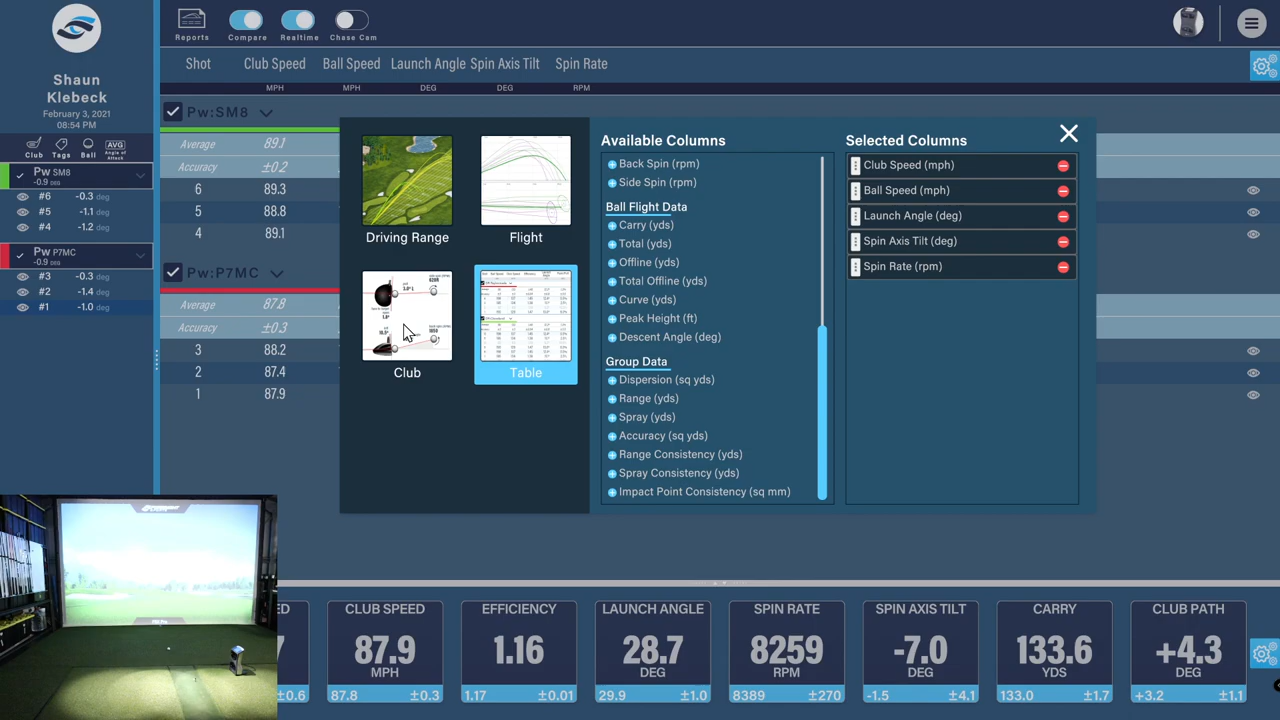 Shaun
Klebeck
February 3, 2021
08:54 PM
Club Tags Ball AVG Angle of Attack
Pw SM8
-0.9 DEG
#6 -0.3 deg
#5 -1.1 deg
#4 -1.2 deg
Pw P7MC
-0.9 DEG
#3 -0.3 deg
#2 -1.4 deg
#1 -1.0 deg
Reports Compare Realtime Chase Cam
Shot Club Speed Ball Speed Launch Angle Spin Axis Tilt Spin Rate
MPH MPH DEG DEG RPM
Pw:SM8
Average 89.1
Accuracy ±0.2
6 89.3
5 88.8
4 89.1
Pw:P7MC
Average 87.8
Accuracy ±0.3
3 88.2
2 87.4
1 87.9
Driving Range
Flight
Club
Table
Available Columns
Back Spin (rpm)
Side Spin (rpm)
Ball Flight Data
Carry (yds)
Total (yds)
Offline (yds)
Total Offline (yds)
Curve (yds)
Peak Height (ft)
Descent Angle (deg)
Group Data
Dispersion (sq yds)
Range (yds)
Spray (yds)
Accuracy (sq yds)
Range Consistency (yds)
Spray Consistency (yds)
Impact Point Consistency (sq mm)
Selected Columns
Club Speed (mph)
Ball Speed (mph)
Launch Angle (deg)
Spin Axis Tilt (deg)
Spin Rate (rpm)
ED
7
±0.6
CLUB SPEED
87.9
MPH
87.8 ±0.3
EFFICIENCY
1.16
1.17 ±0.01
LAUNCH ANGLE
28.7
DEG
29.9 ±1.0
SPIN RATE
8259
RPM
8389 ±270
SPIN AXIS TILT
-7.0
DEG
-1.5 ±4.1
CARRY
133.6
YDS
133.0 ±1.7
CLUB PATH
+4.3
DEG
+3.2 ±1.1